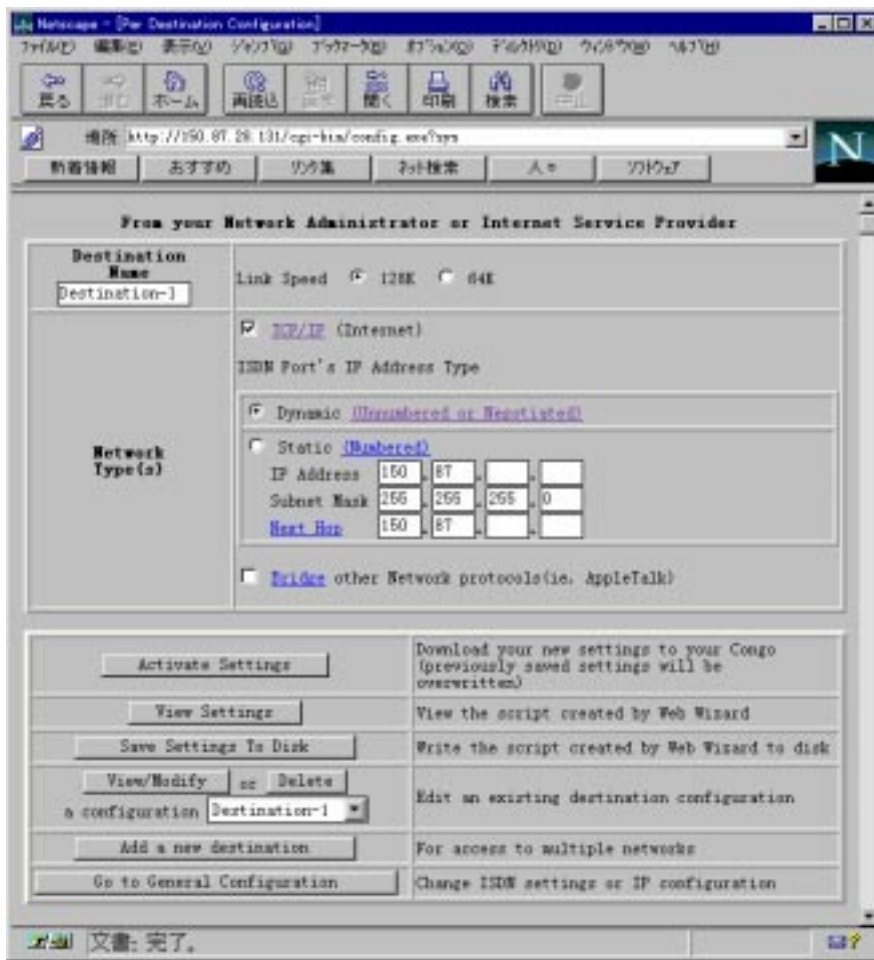 Netscape - [Per Destination Configuration]
ファイル(F) 編集(E) 表示(V) ジャンプ(G) ブックマーク(B) オプション(O) ディレクトリ(D) ウィンドウ(W) ヘルプ(H)
戻る ホーム 再読込 開く 印刷 検索 中止
場所 http://150.87.28.131/cgi-bin/config.exe?sys
新着情報 おすすめ リンク集 ネット検索 人々 ソフトウェア
From your Network Administrator or Internet Service Provider
Destination Name
Destination-1
Link Speed 128K 64K
Network Type(s)
TCP/IP (Internet)
ISDN Port's IP Address Type
Dynamic (Unnumbered or Negotiated)
Static (Numbered)
IP Address 150 . 87 . .
Subnet Mask 255 . 255 . 255 . 0
Next Hop 150 . 87 . .
Bridge other Network protocols(ie. AppleTalk)
Activate Settings
Download your new settings to your Congo
(previously saved settings will be
overwritten)
View Settings
View the script created by Web Wizard
Save Settings To Disk
Write the script created by Web Wizard to disk
View/Modify or Delete
a configuration Destination-1
Edit an existing destination configuration
Add a new destination
For access to multiple networks
Go to General Configuration
Change ISDN settings or IP configuration
文書: 完了。